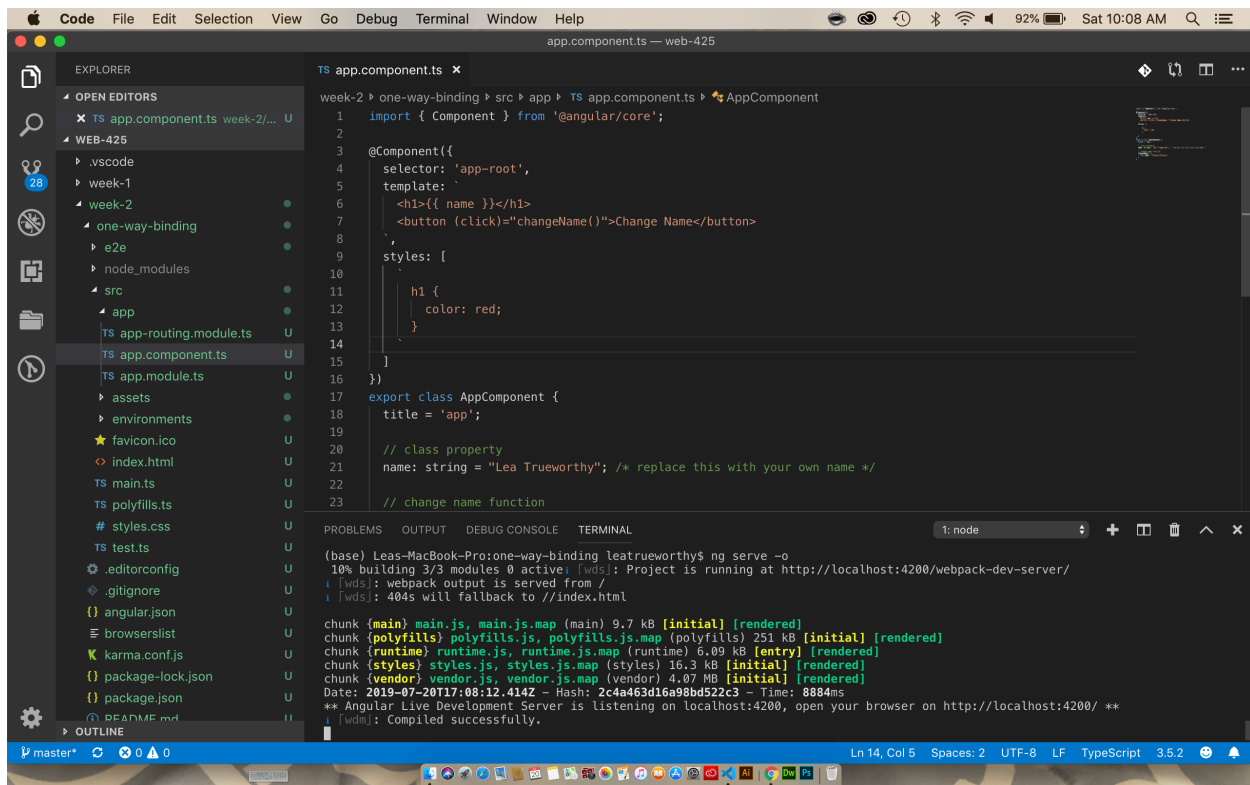 Code File Edit Selection View Go Debug Terminal Window Help 92% Sat 10:08 AM
app.component.ts — web-425
EXPLORER
OPEN EDITORS
TS app.component.ts week-2/... U
WEB-425
.vscode
28
week-1
week-2
one-way-binding
e2e
node_modules
src
app
TS app-routing.module.ts U
TS app.component.ts U
TS app.module.ts U
assets
environments
favicon.ico U
index.html U
TS main.ts U
TS polyfills.ts U
# styles.css U
TS test.ts U
.editorconfig U
.gitignore U
{} angular.json U
browserslist U
K karma.conf.js U
{} package-lock.json U
{} package.json U
README.md U
OUTLINE
TS app.component.ts ×
week-2 one-way-binding src app TS app.component.ts AppComponent
1 import { Component } from '@angular/core';
2
3 @Component({
4 selector: 'app-root',
5 template: `
6 <h1>{{ name }}</h1>
7 <button (click)="changeName()">Change Name</button>
8 `,
9 styles: [
10 `
11 h1 {
12 color: red;
13 }
14 `
15 ]
16 })
17 export class AppComponent {
18 title = 'app';
19
20 // class property
21 name: string = "Lea Trueworthy"; /* replace this with your own name */
22
23 // change name function
PROBLEMS OUTPUT DEBUG CONSOLE TERMINAL 1: node
(base) Leas-MacBook-Pro:one-way-binding leatrueworthy$ ng serve -o
10% building 3/3 modules 0 activei ｢wds｣: Project is running at http://localhost:4200/webpack-dev-server/
i ｢wds｣: webpack output is served from /
i ｢wds｣: 404s will fallback to //index.html
chunk {main} main.js, main.js.map (main) 9.7 kB [initial] [rendered]
chunk {polyfills} polyfills.js, polyfills.js.map (polyfills) 251 kB [initial] [rendered]
chunk {runtime} runtime.js, runtime.js.map (runtime) 6.09 kB [entry] [rendered]
chunk {styles} styles.js, styles.js.map (styles) 16.3 kB [initial] [rendered]
chunk {vendor} vendor.js, vendor.js.map (vendor) 4.07 MB [initial] [rendered]
Date: 2019-07-20T17:08:12.414Z - Hash: 2c4a463d16a98bd522c3 - Time: 8884ms
** Angular Live Development Server is listening on localhost:4200, open your browser on http://localhost:4200/ **
i ｢wdm｣: Compiled successfully.
master* 0 0 Ln 14, Col 5 Spaces: 2 UTF-8 LF TypeScript 3.5.2
Ai Dw Ps